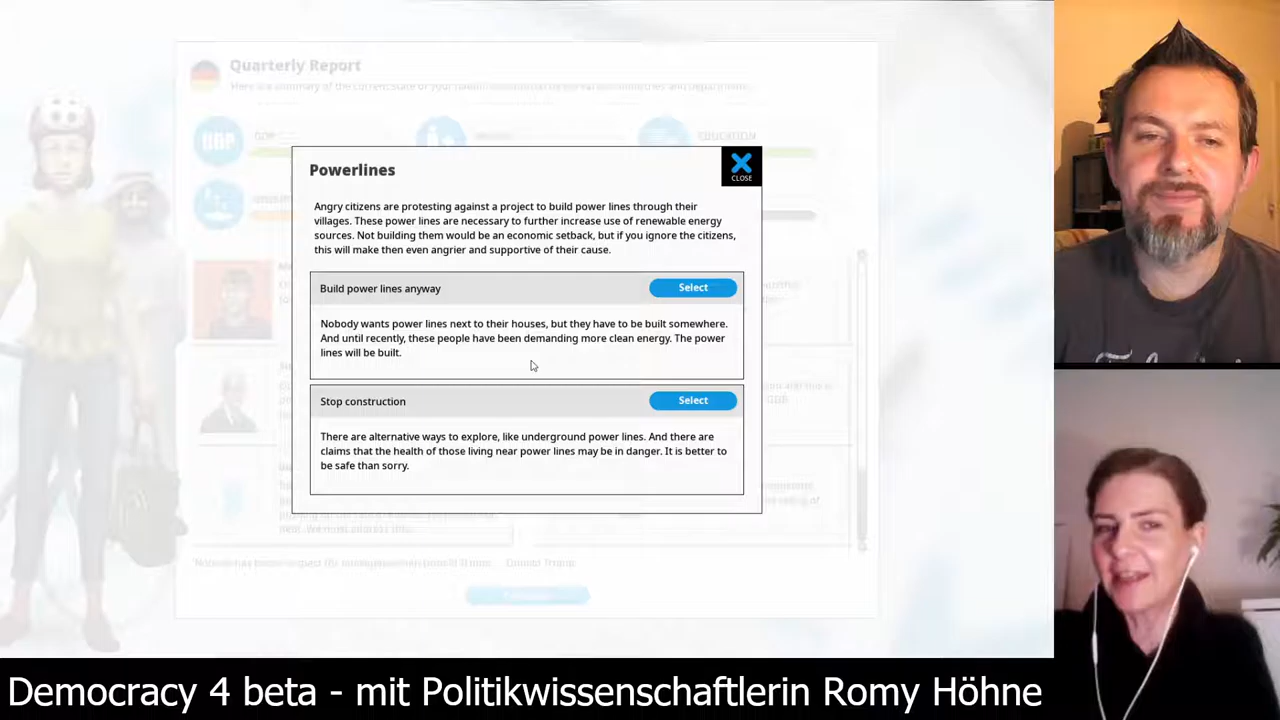 Quarterly Report
GDP
EDUCATION
Powerlines
CLOSE
Angry citizens are protesting against a project to build power lines through their
villages. These power lines are necessary to further increase use of renewable energy
sources. Not building them would be an economic setback, but if you ignore the citizens,
this will make then even angrier and supportive of their cause.
Build power lines anyway
Select
Nobody wants power lines next to their houses, but they have to be built somewhere.
And until recently, these people have been demanding more clean energy. The power
lines will be built.
Stop construction
Select
There are alternative ways to explore, like underground power lines. And there are
claims that the health of those living near power lines may be in danger. It is better to
be safe than sorry.
Democracy 4 beta - mit Politikwissenschaftlerin Romy Höhne